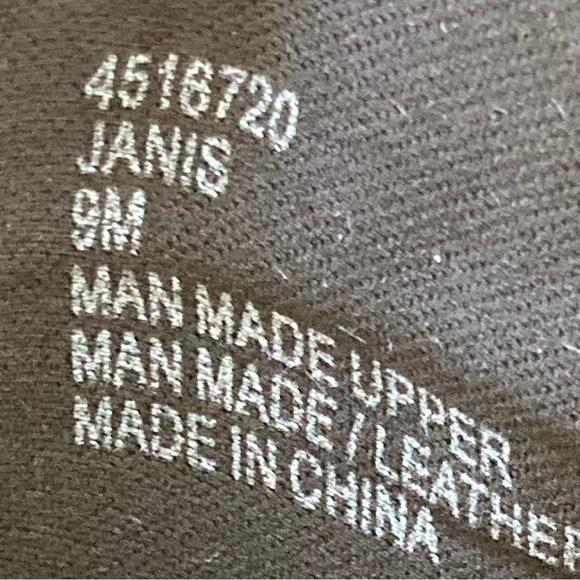 4516720
JANIS
9M
MAN MADE UPPER
MAN MADE / LEATHER
MADE IN CHINA